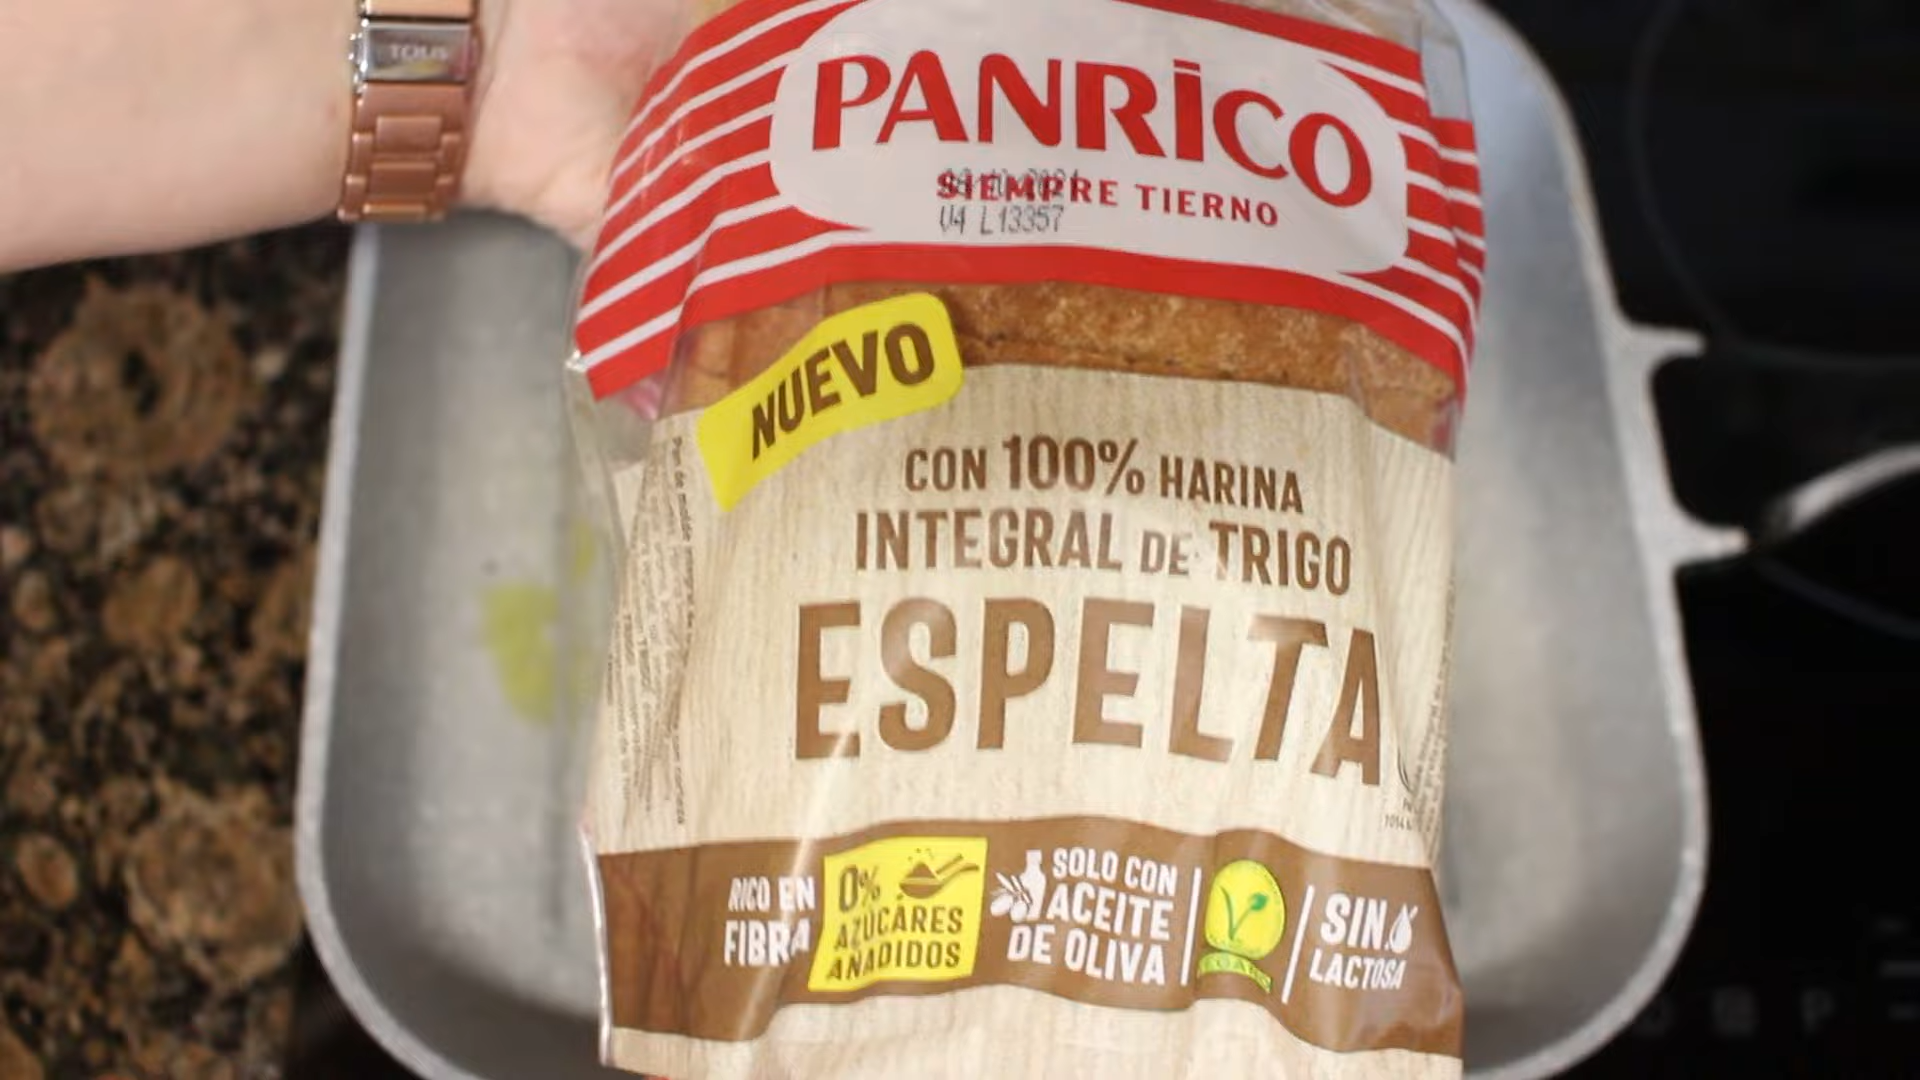 TOUS
PANRICO
SIEMPRE TIERNO
U4 L13357
NUEVO
CON 100% HARINA
INTEGRAL DE TRIGO
ESPELTA
RICO EN
FIBRA
0%
AZÚCARES
AÑADIDOS
SOLO CON
ACEITE
DE OLIVA
SIN
LACTOSA